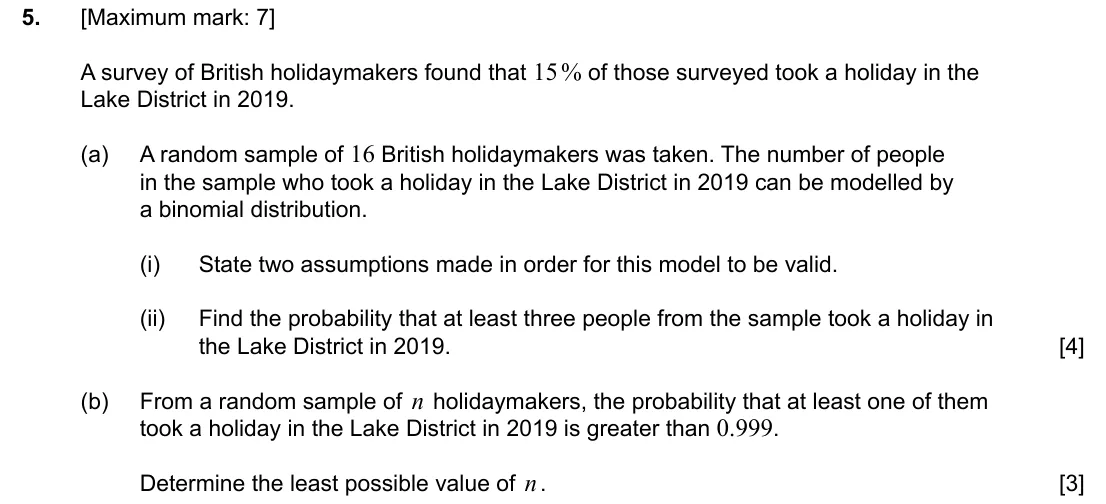 5. [Maximum mark: 7]
A survey of British holidaymakers found that 15% of those surveyed took a holiday in the
Lake District in 2019.
(a) A random sample of 16 British holidaymakers was taken. The number of people
in the sample who took a holiday in the Lake District in 2019 can be modelled by
a binomial distribution.
(i) State two assumptions made in order for this model to be valid.
(ii) Find the probability that at least three people from the sample took a holiday in
the Lake District in 2019. [4]
(b) From a random sample of n holidaymakers, the probability that at least one of them
took a holiday in the Lake District in 2019 is greater than 0.999.
Determine the least possible value of n. [3]